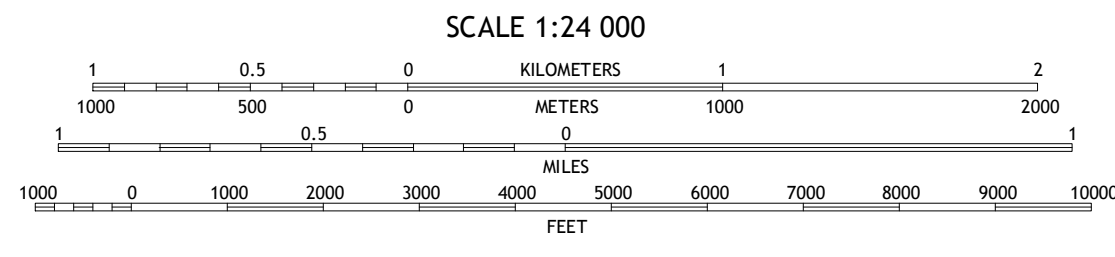 SCALE 1:24 000
1 0.5 0 KILOMETERS 1 2
1000 500 0 METERS 1000 2000
1 0.5 0 1
MILES
1000 0 1000 2000 3000 4000 5000 6000 7000 8000 9000 10000
FEET